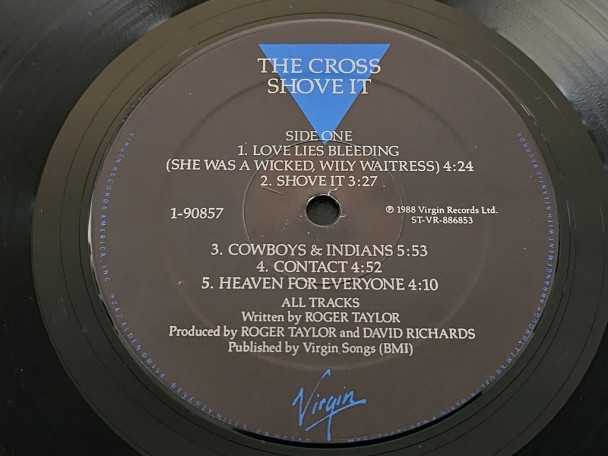 THE CROSS
SHOVE IT
SIDE ONE
1. LOVE LIES BLEEDING
(SHE WAS A WICKED, WILY WAITRESS) 4:24
2. SHOVE IT 3:27
1-90857
℗ 1988 Virgin Records Ltd.
ST-VR-886853
3. COWBOYS & INDIANS 5:53
4. CONTACT 4:52
5. HEAVEN FOR EVERYONE 4:10
ALL TRACKS
Written by ROGER TAYLOR
Produced by ROGER TAYLOR and DAVID RICHARDS
Published by Virgin Songs (BMI)
Virgin